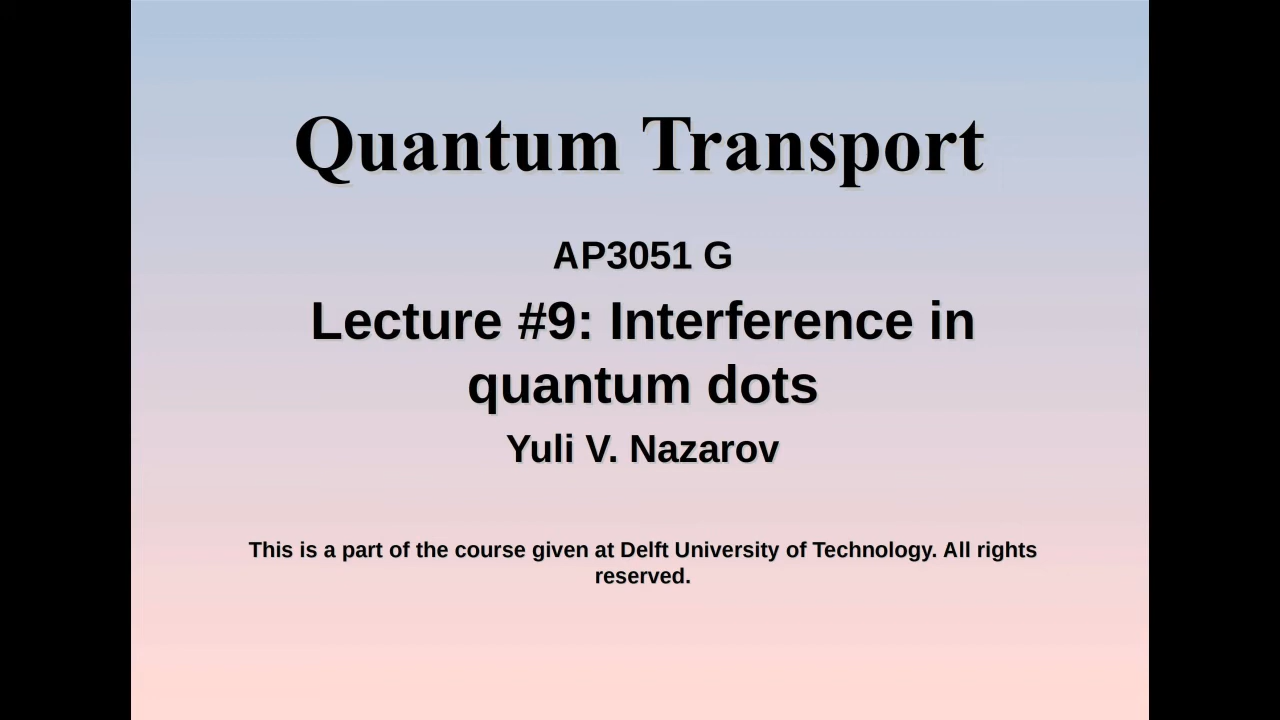 Quantum Transport
AP3051 G
Lecture #9: Interference in
quantum dots
Yuli V. Nazarov
This is a part of the course given at Delft University of Technology. All rights
reserved.